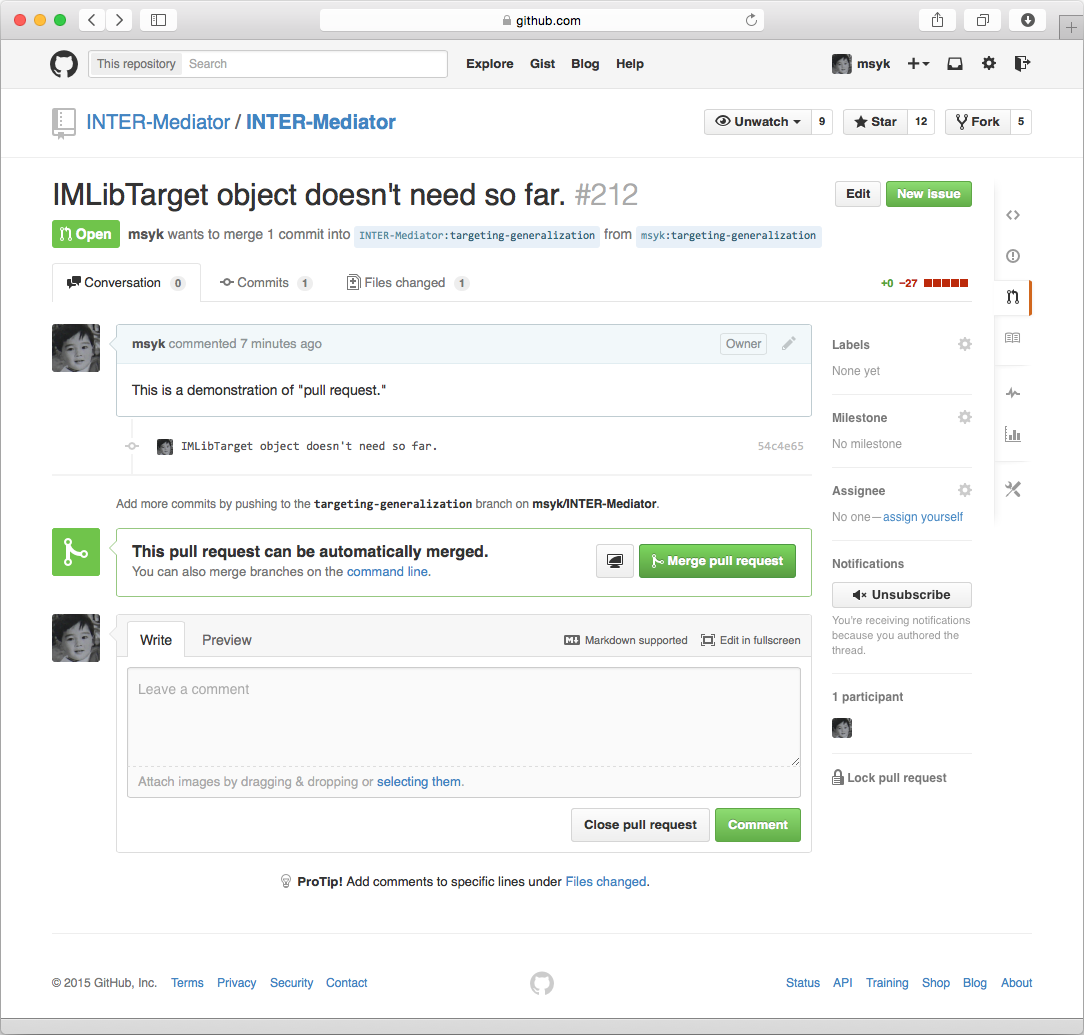 github.com
This repository Search Explore Gist Blog Help msyk
INTER-Mediator / INTER-Mediator Unwatch 9 Star 12 Fork 5
IMLibTarget object doesn't need so far. #212 Edit New issue
Open msyk wants to merge 1 commit into INTER-Mediator:targeting-generalization from msyk:targeting-generalization
Conversation 0 Commits 1 Files changed 1 +0 −27
msyk commented 7 minutes ago Owner
This is a demonstration of "pull request."
IMLibTarget object doesn't need so far. 54c4e65
Add more commits by pushing to the targeting-generalization branch on msyk/INTER-Mediator.
This pull request can be automatically merged.
You can also merge branches on the command line.
Merge pull request
Write Preview Markdown supported Edit in fullscreen
Leave a comment
Attach images by dragging & dropping or selecting them.
Close pull request Comment
ProTip! Add comments to specific lines under Files changed.
Labels
None yet
Milestone
No milestone
Assignee
No one—assign yourself
Notifications
Unsubscribe
You're receiving notifications
because you authored the
thread.
1 participant
Lock pull request
© 2015 GitHub, Inc. Terms Privacy Security Contact Status API Training Shop Blog About